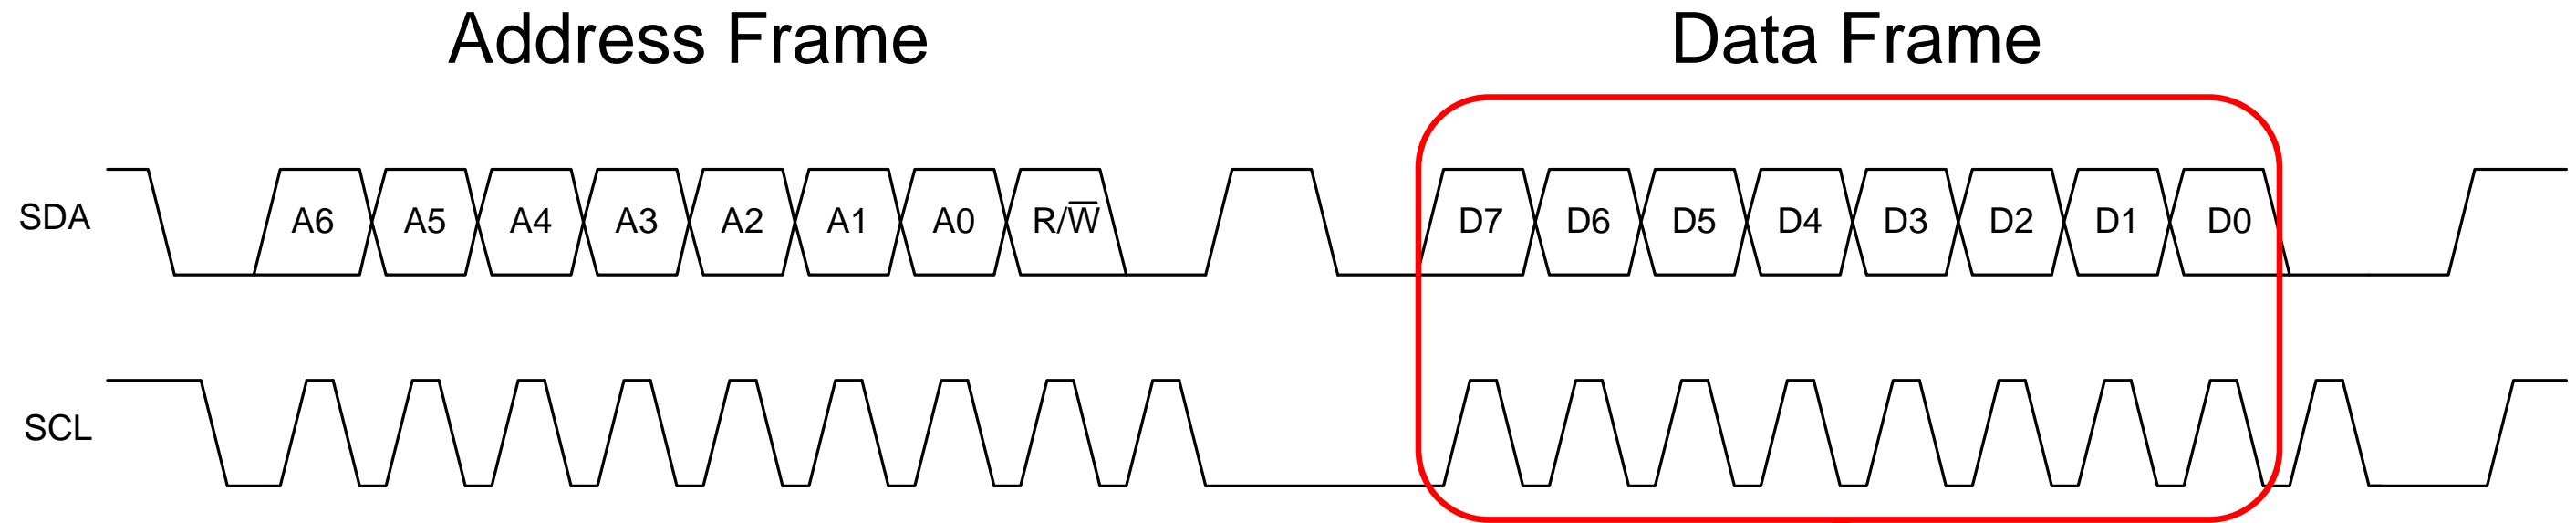 Address Frame Data Frame
SDA A6 A5 A4 A3 A2 A1 A0 R/W̅ D7 D6 D5 D4 D3 D2 D1 D0
SCL